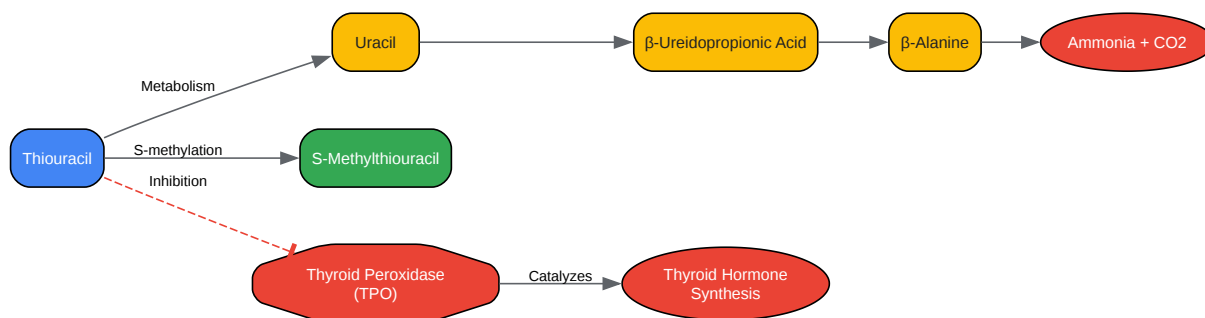 Uracil
β-Ureidopropionic Acid
β-Alanine
Ammonia + CO2
Metabolism
Thiouracil
S-methylation
S-Methylthiouracil
Inhibition
Thyroid Peroxidase
(TPO)
Catalyzes
Thyroid Hormone
Synthesis